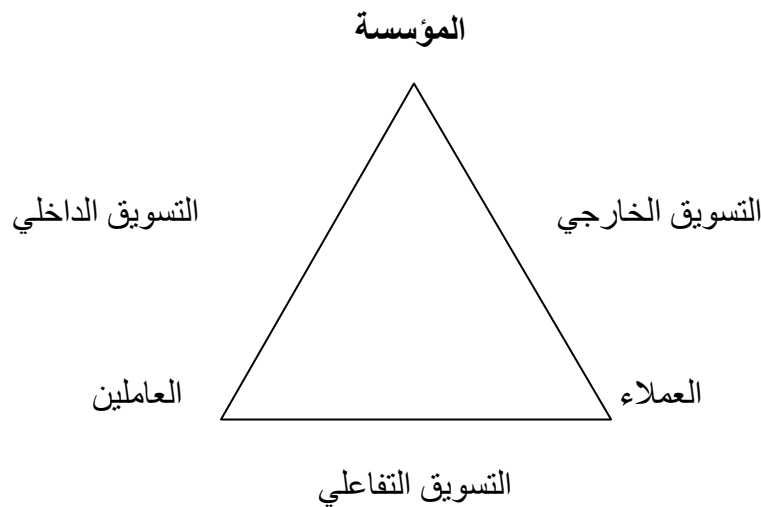 المؤسسة
التسويق الخارجي
التسويق الداخلي
العملاء
العاملين
التسويق التفاعلي